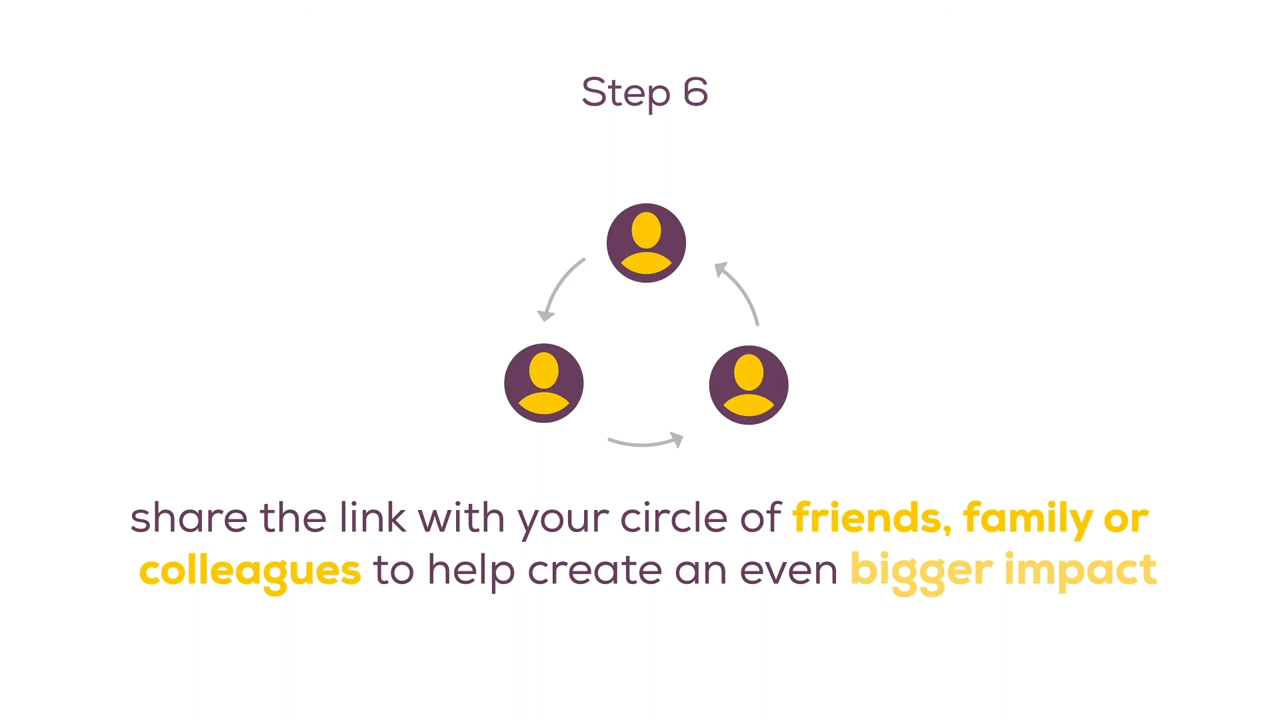 Step 6
share the link with your circle of friends, family or
colleagues to help create an even bigger impact